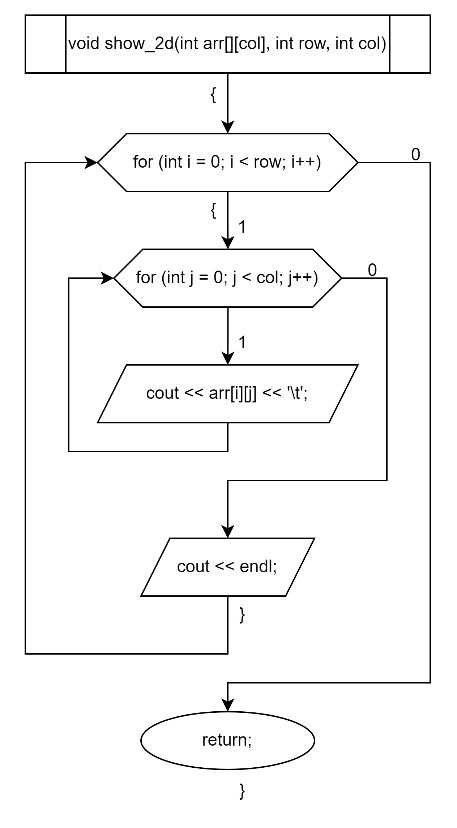 void show_2d(int arr[][col], int row, int col)
{
for (int i = 0; i < row; i++)
0
{
1
for (int j = 0; j < col; j++)
0
1
cout << arr[i][j] << '\t';
cout << endl;
}
return;
}